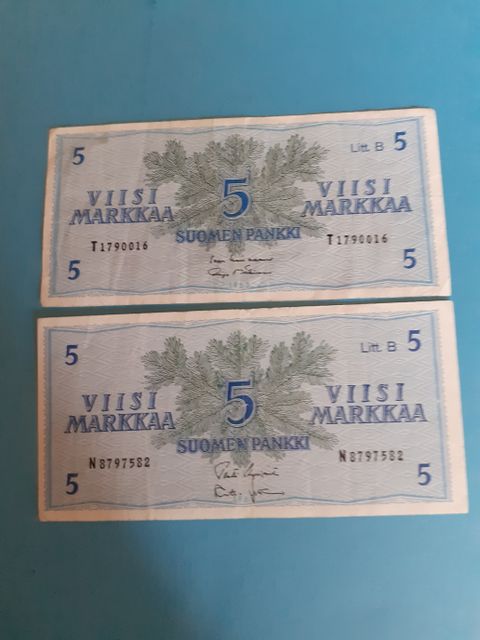 5 Litt. B 5
VIISI 5 VIISI
MARKKAA MARKKAA
SUOMEN PANKKI
T1790016 T1790016
5 5
5 Litt. B 5
VIISI 5 VIISI
MARKKAA MARKKAA
SUOMEN PANKKI
N8797582 N8797582
5 5